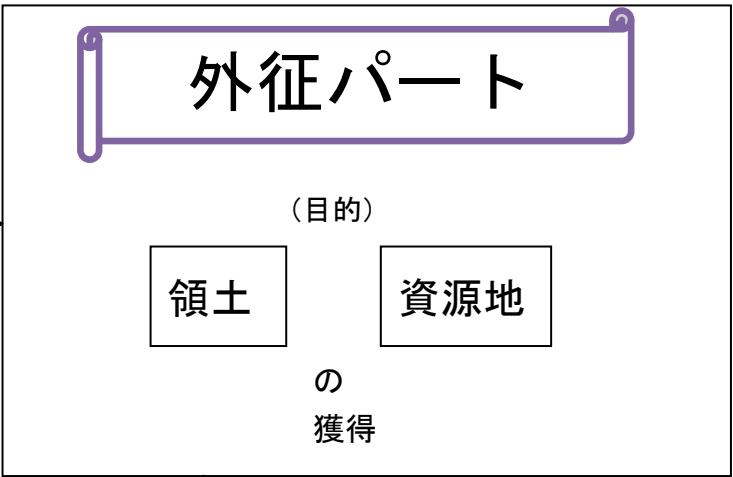 外征パート
（目的）
領土 資源地
の
獲得